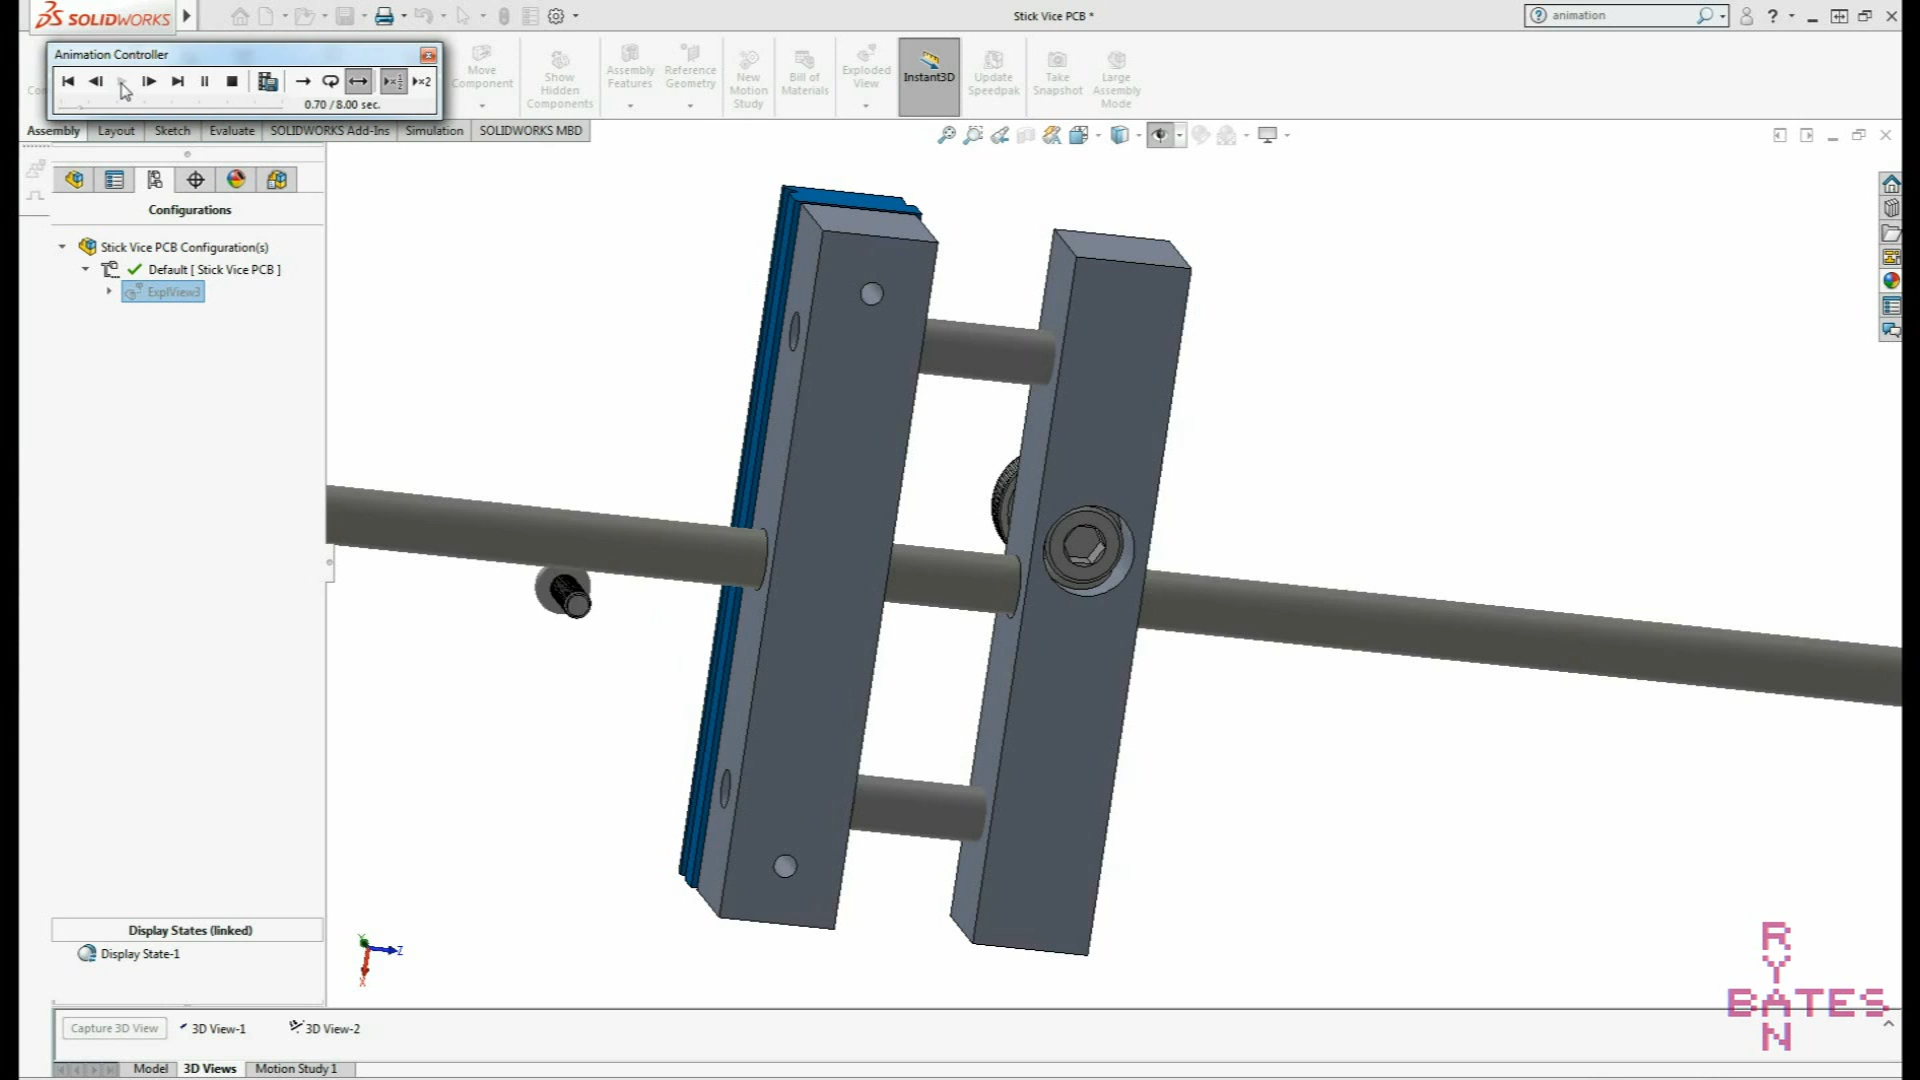 SOLIDWORKS
Stick Vice PCB *
animation
Animation Controller
0.70 / 8.00 sec.
Move
Component
Show
Hidden
Components
Assembly
Features
Reference
Geometry
New
Motion
Study
Bill of
Materials
Exploded
View
Instant3D
Update
Speedpak
Take
Snapshot
Large
Assembly
Mode
Assembly
Layout
Sketch
Evaluate
SOLIDWORKS Add-Ins
Simulation
SOLIDWORKS MBD
Configurations
Stick Vice PCB Configuration(s)
Default [ Stick Vice PCB ]
ExplView3
Display States (linked)
Display State-1
Y
Z
X
Capture 3D View
3D View-1
3D View-2
Model
3D Views
Motion Study 1
RYAN
BATES